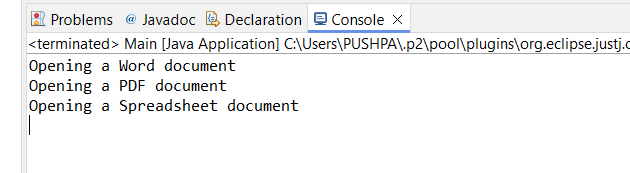 Problems @ Javadoc Declaration Console ×
<terminated> Main [Java Application] C:\Users\PUSHPA\.p2\pool\plugins\org.eclipse.justj.o
Opening a Word document
Opening a PDF document
Opening a Spreadsheet document